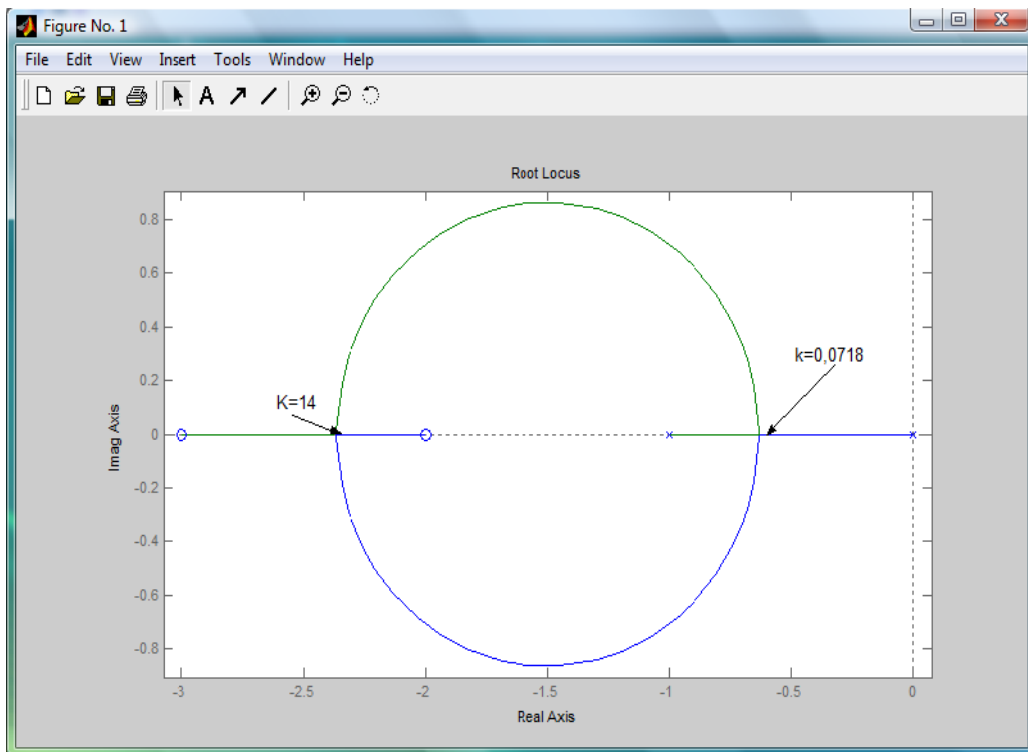 Figure No. 1
File Edit View Insert Tools Window Help
A
Root Locus
0.8
0.6
0.4
k=0,0718
0.2
K=14
0
Imag Axis
-0.2
-0.4
-0.6
-0.8
-3 -2.5 -2 -1.5 -1 -0.5 0
Real Axis